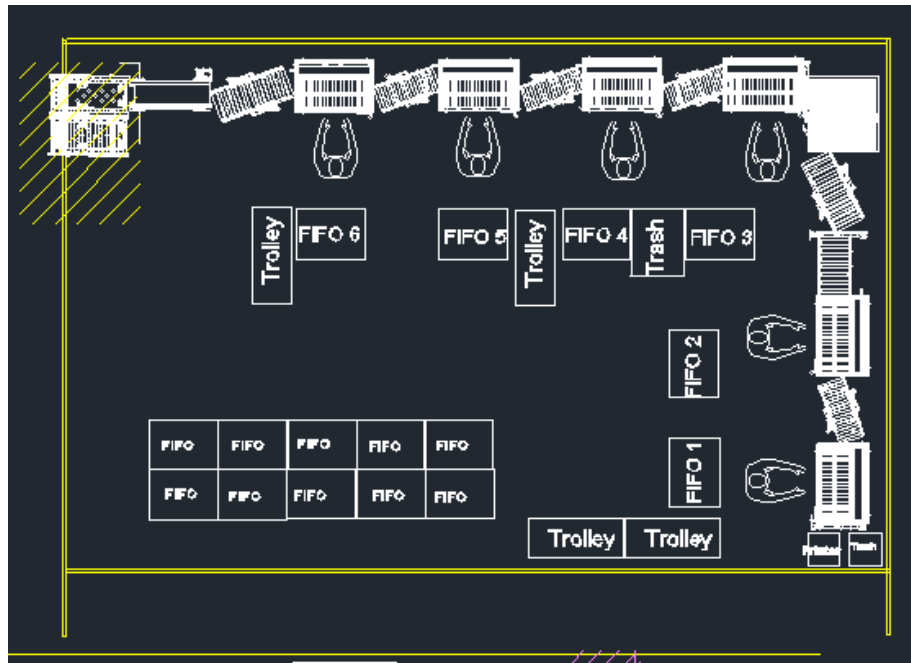 Trolley
FIFO 6
FIFO 5
Trolley
FIFO 4
Trash
FIFO 3
FIFO 2
FIFO 1
FIFO FIFO FIFO FIFO FIFO
FIFO FIFO FIFO FIFO FIFO
Trolley Trolley
Printer Trash